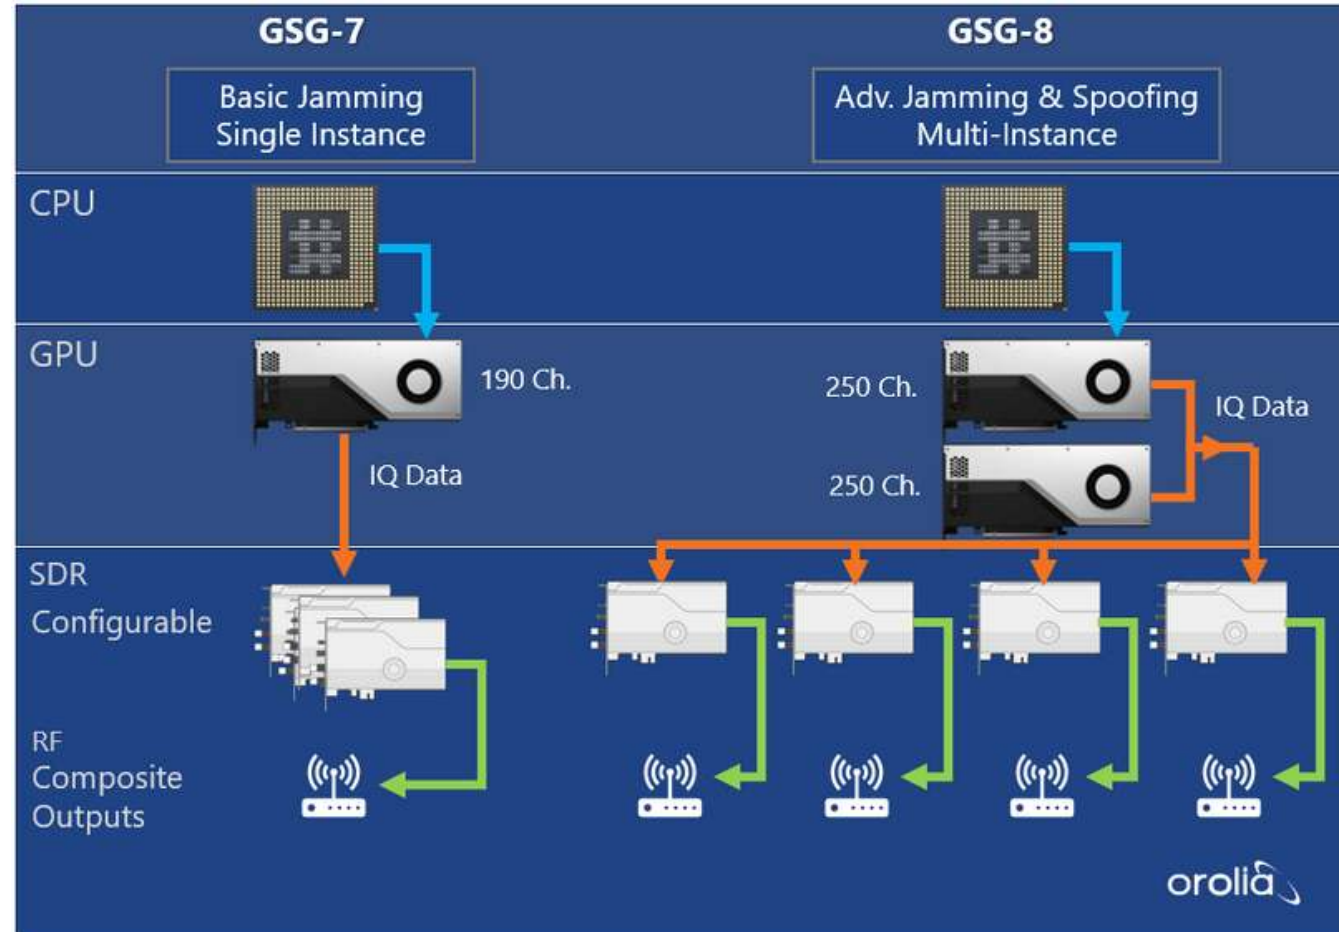 GSG-7
GSG-8
Basic Jamming
Single Instance
Adv. Jamming & Spoofing
Multi-Instance
CPU
GPU
190 Ch.
250 Ch.
IQ Data
IQ Data
250 Ch.
SDR
Configurable
RF
Composite
Outputs
orolia